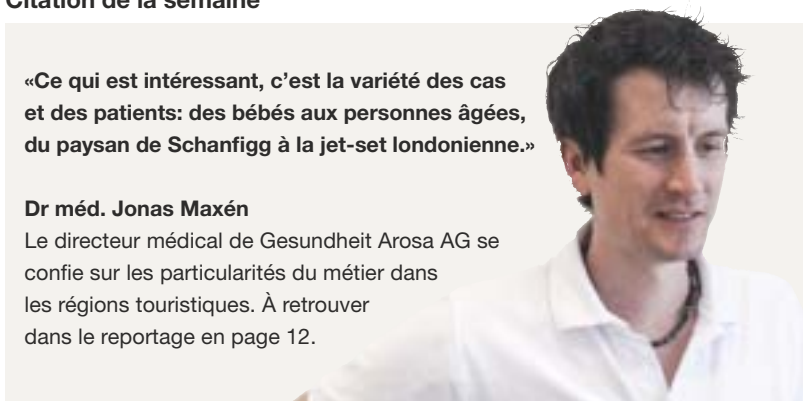 Citation de la semaine
«Ce qui est intéressant, c’est la variété des cas
et des patients: des bébés aux personnes âgées,
du paysan de Schanfigg à la jet-set londonienne.»
Dr méd. Jonas Maxén
Le directeur médical de Gesundheit Arosa AG se
confie sur les particularités du métier dans
les régions touristiques. À retrouver
dans le reportage en page 12.